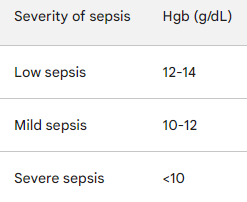 Severity of sepsis Hgb (g/dL)
Low sepsis 12-14
Mild sepsis 10-12
Severe sepsis <10